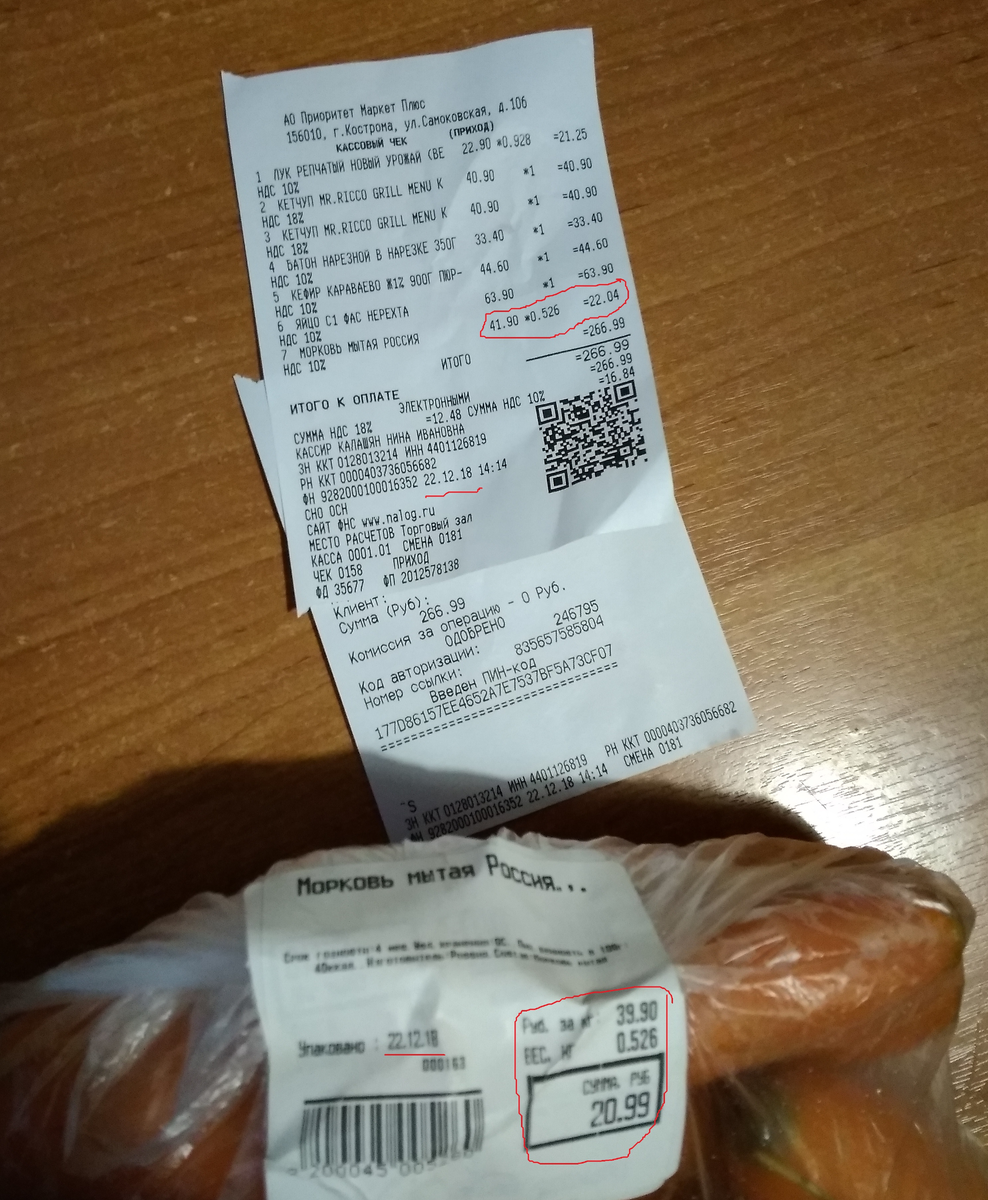 АО Приоритет Маркет Плюс
156010, г.Кострома, ул.Самоковская, д.106
КАССОВЫЙ ЧЕК (ПРИХОД)
1 ЛУК РЕПЧАТЫЙ НОВЫЙ УРОЖАЙ (ВЕ 22.90 *0.928 =21.25
НДС 10%
2 КЕТЧУП MR.RICCO GRILL MENU К 40.90 *1 =40.90
НДС 18%
3 КЕТЧУП MR.RICCO GRILL MENU К 40.90 *1 =40.90
НДС 18%
4 БАТОН НАРЕЗНОЙ В НАРЕЗКЕ 350Г 33.40 *1 =33.40
НДС 10%
5 КЕФИР КАРАВАЕВО Ж1% 900Г ПЮР- 44.60 *1 =44.60
НДС 10%
6 ЯЙЦО С1 ФАС НЕРЕХТА 63.90 *1 =63.90
НДС 10%
7 МОРКОВЬ МЫТАЯ РОССИЯ 41.90 *0.526 =22.04
НДС 10%
ИТОГО =266.99
ИТОГО К ОПЛАТЕ =266.99
ЭЛЕКТРОННЫМИ =266.99
СУММА НДС 18% =12.48 СУММА НДС 10% =16.84
КАССИР КАЛАШЯН НИНА ИВАНОВНА
ЗН ККТ 0128013214 ИНН 4401126819
РН ККТ 0000403736056682
ФН 9282000100016352 22.12.18 14:14
СНО ОСН
САЙТ ФНС www.nalog.ru
МЕСТО РАСЧЕТОВ Торговый зал
КАССА 0001.01 СМЕНА 0181
ЧЕК 0158 ПРИХОД
ФД 35677 ФП 2012578138
Клиент:
Сумма (Руб):
266.99
Комиссия за операцию - 0 Руб.
ОДОБРЕНО
Код авторизации: 246795
Номер ссылки: 835657585804
Введен ПИН-код
177D86157EE4652A7E7537BF5A73CF07
================================
S
ЗН ККТ 0128013214 ИНН 4401126819 РН ККТ 0000403736056682
ФН 9282000100016352 22.12.18 14:14 СМЕНА 0181
Морковь мытая Россия...
Упаковано : 22.12.18
000163
Руб. за кг: 39.90
ВЕС, КГ 0.526
СУММА РУБ
20.99